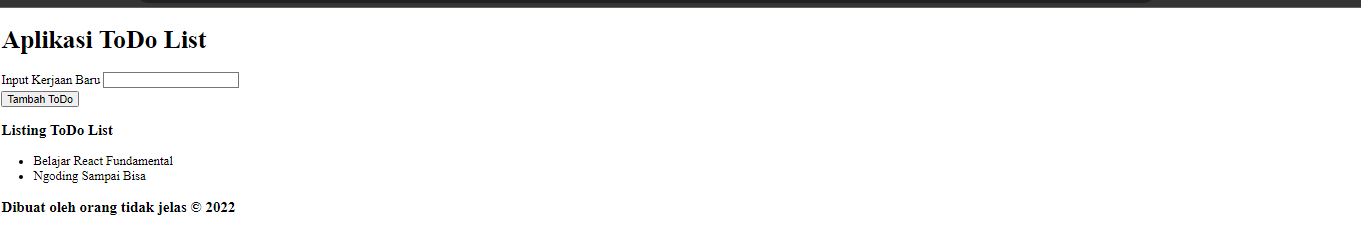 Aplikasi ToDo List
Input Kerjaan Baru
Tambah ToDo
Listing ToDo List
Belajar React Fundamental
Ngoding Sampai Bisa
Dibuat oleh orang tidak jelas © 2022